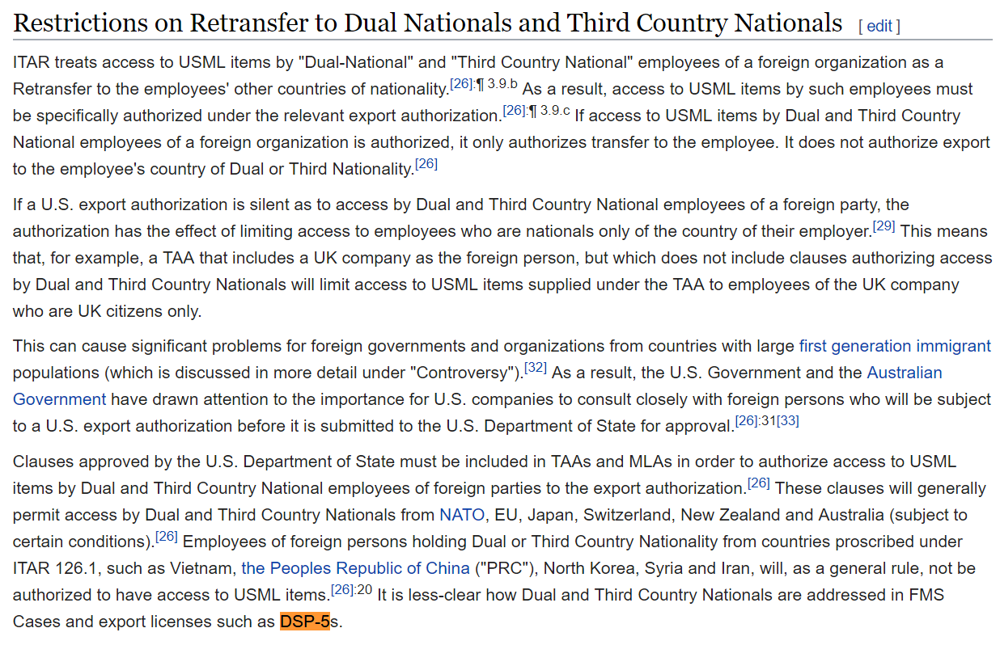 Restrictions on Retransfer to Dual Nationals and Third Country Nationals [ edit ]
ITAR treats access to USML items by "Dual-National" and "Third Country National" employees of a foreign organization as a
Retransfer to the employees' other countries of nationality.[26]:¶ 3.9.b As a result, access to USML items by such employees must
be specifically authorized under the relevant export authorization.[26]:¶ 3.9.c If access to USML items by Dual and Third Country
National employees of a foreign organization is authorized, it only authorizes transfer to the employee. It does not authorize export
to the employee's country of Dual or Third Nationality.[26]
If a U.S. export authorization is silent as to access by Dual and Third Country National employees of a foreign party, the
authorization has the effect of limiting access to employees who are nationals only of the country of their employer.[29] This means
that, for example, a TAA that includes a UK company as the foreign person, but which does not include clauses authorizing access
by Dual and Third Country Nationals will limit access to USML items supplied under the TAA to employees of the UK company
who are UK citizens only.
This can cause significant problems for foreign governments and organizations from countries with large first generation immigrant
populations (which is discussed in more detail under "Controversy").[32] As a result, the U.S. Government and the Australian
Government have drawn attention to the importance for U.S. companies to consult closely with foreign persons who will be subject
to a U.S. export authorization before it is submitted to the U.S. Department of State for approval.[26]:31[33]
Clauses approved by the U.S. Department of State must be included in TAAs and MLAs in order to authorize access to USML
items by Dual and Third Country National employees of foreign parties to the export authorization.[26] These clauses will generally
permit access by Dual and Third Country Nationals from NATO, EU, Japan, Switzerland, New Zealand and Australia (subject to
certain conditions).[26] Employees of foreign persons holding Dual or Third Country Nationality from countries proscribed under
ITAR 126.1, such as Vietnam, the Peoples Republic of China ("PRC"), North Korea, Syria and Iran, will, as a general rule, not be
authorized to have access to USML items.[26]:20 It is less-clear how Dual and Third Country Nationals are addressed in FMS
Cases and export licenses such as DSP-5s.